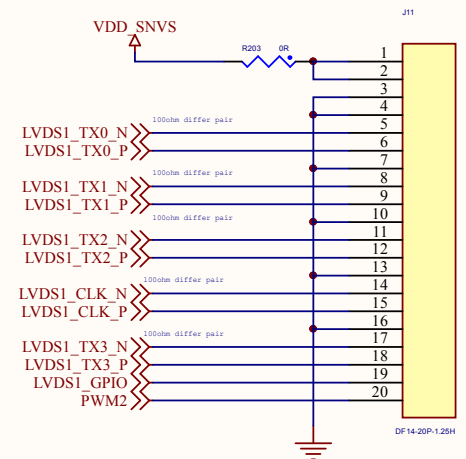 J11
VDD_SNVS
R203 0R
1
2
3
4
100ohm differ pair
LVDS1_TX0_N 5
LVDS1_TX0_P 6
7
100ohm differ pair
LVDS1_TX1_N 8
LVDS1_TX1_P 9
100ohm differ pair
10
LVDS1_TX2_N 11
LVDS1_TX2_P 12
13
100ohm differ pair
LVDS1_CLK_N 14
LVDS1_CLK_P 15
16
100ohm differ pair
LVDS1_TX3_N 17
LVDS1_TX3_P 18
LVDS1_GPIO 19
PWM2 20
DF14-20P-1.25H